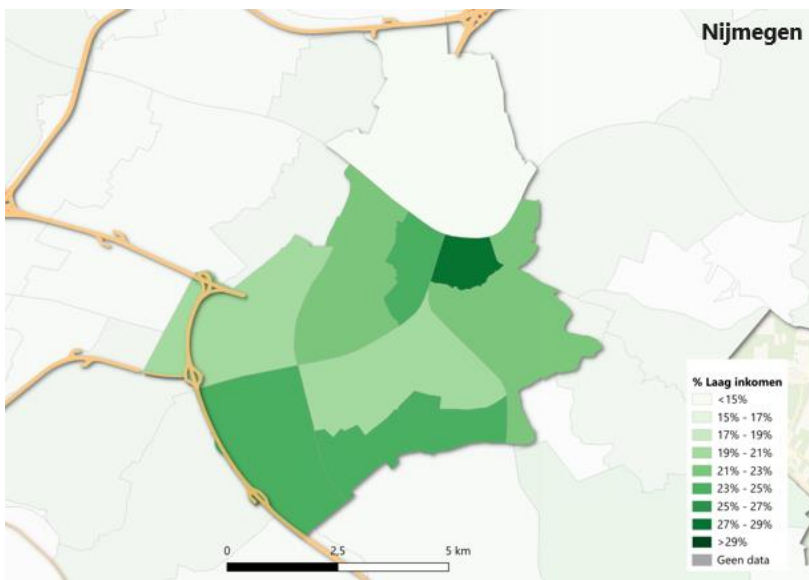 Nijmegen
% Laag inkomen
<15%
15% - 17%
17% - 19%
19% - 21%
21% - 23%
23% - 25%
25% - 27%
27% - 29%
>29%
Geen data
0 2,5 5 km